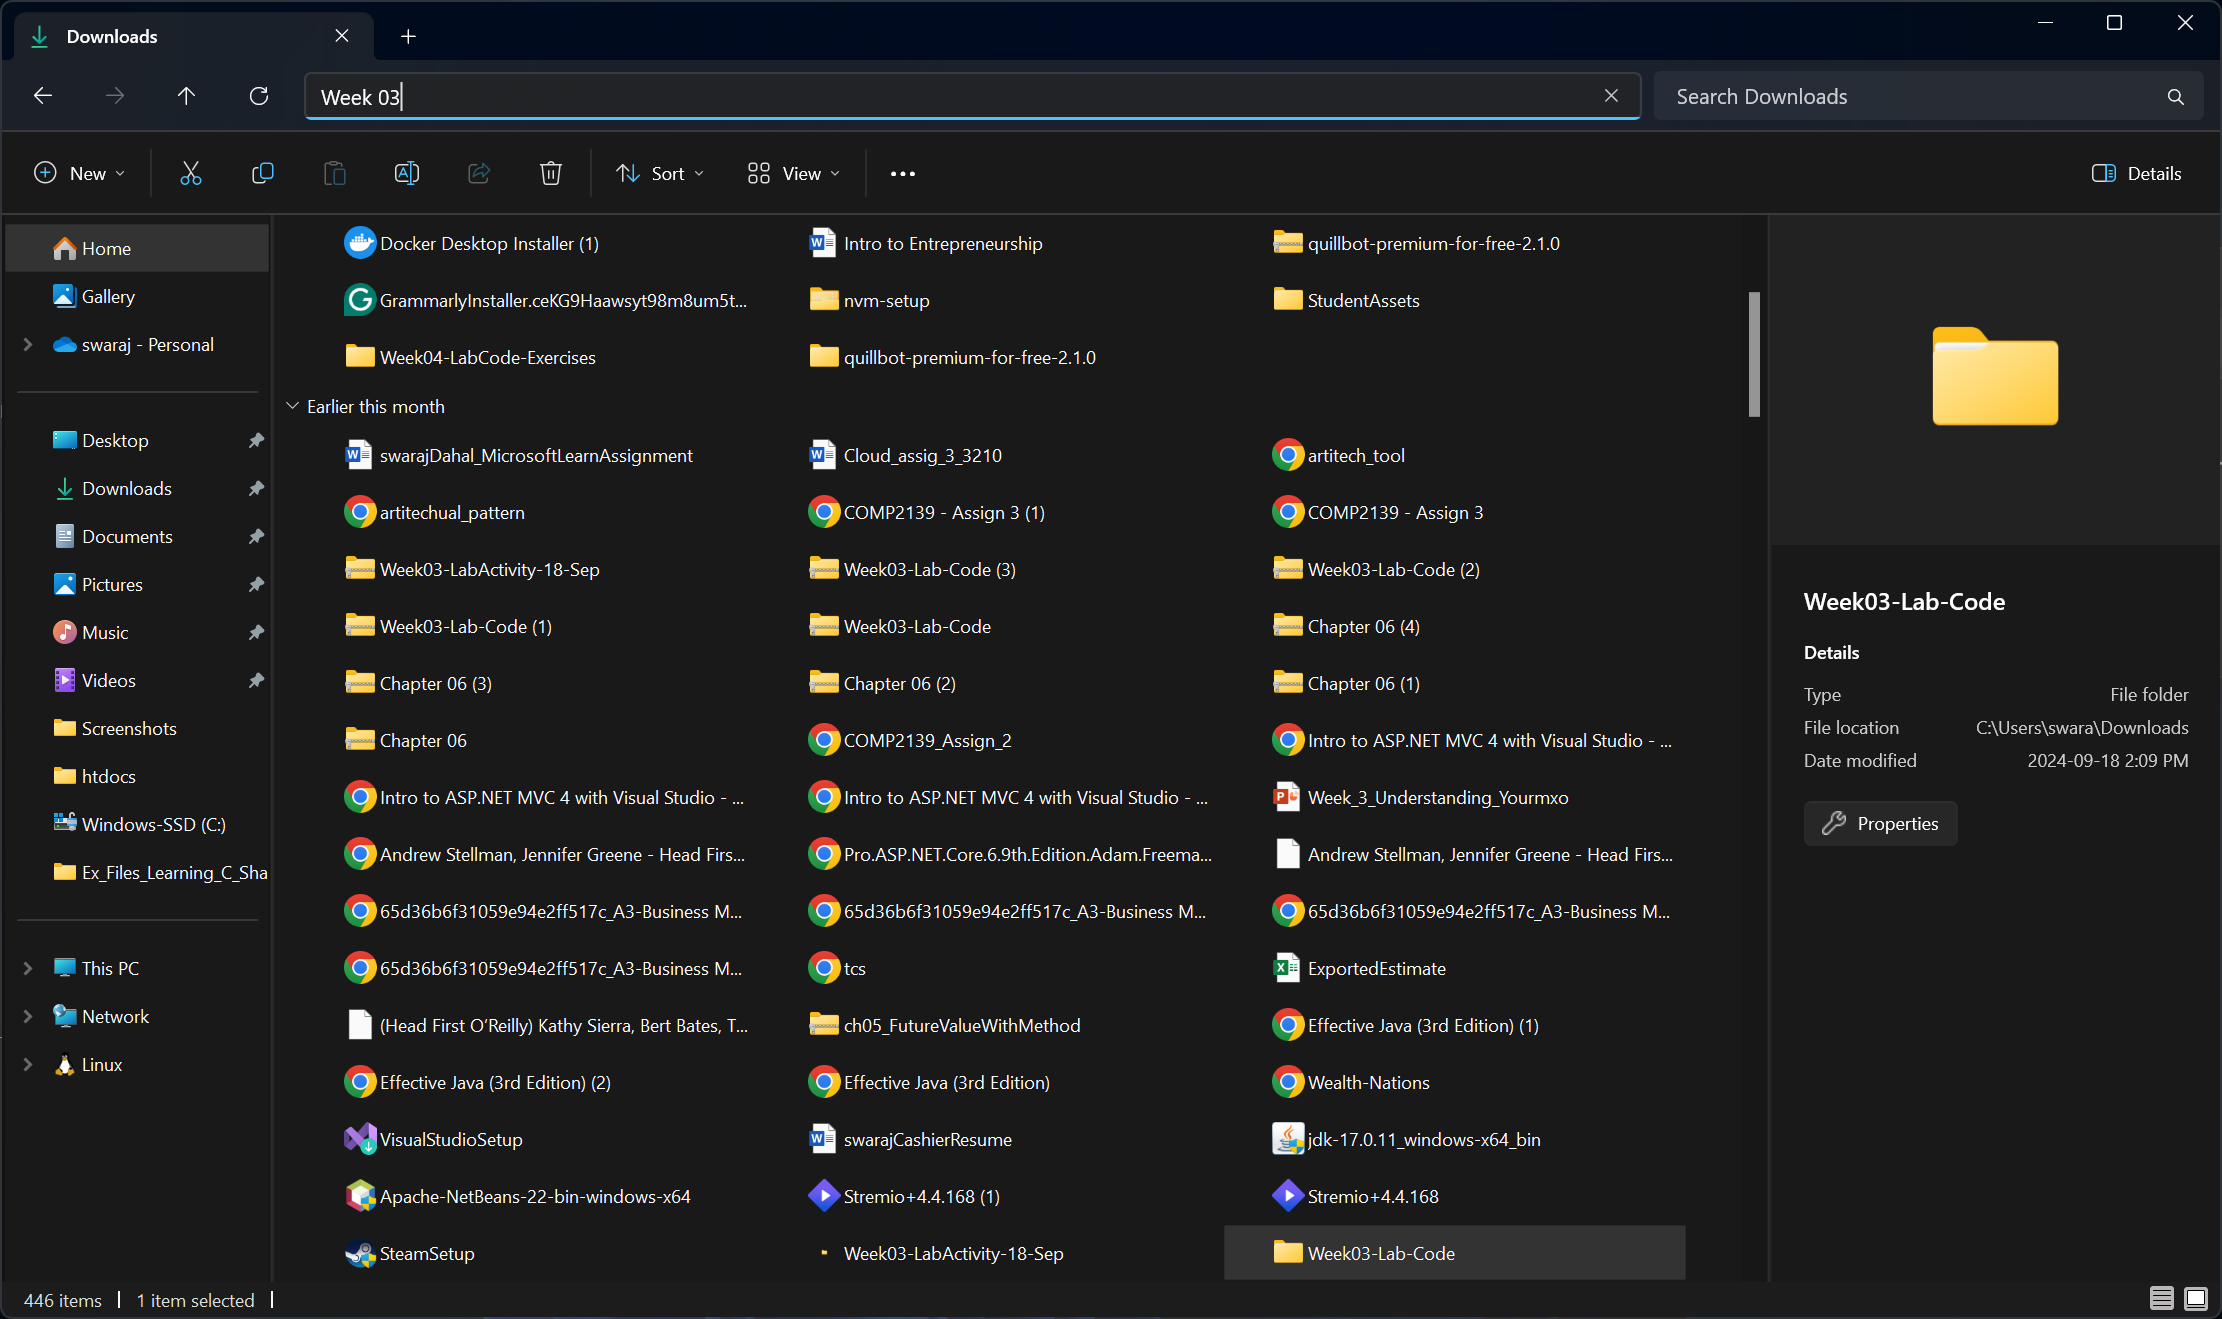 Downloads
Week 03
Search Downloads
New
Sort
View
Details
Home
Gallery
swaraj - Personal
Desktop
Downloads
Documents
Pictures
Music
Videos
Screenshots
htdocs
Windows-SSD (C:)
Ex_Files_Learning_C_Sha
This PC
Network
Linux
Docker Desktop Installer (1)
Intro to Entrepreneurship
quillbot-premium-for-free-2.1.0
GrammarlyInstaller.ceKG9Haawsyt98m8um5t...
nvm-setup
StudentAssets
Week04-LabCode-Exercises
quillbot-premium-for-free-2.1.0
Earlier this month
swarajDahal_MicrosoftLearnAssignment
Cloud_assig_3_3210
artitech_tool
artitechual_pattern
COMP2139 - Assign 3 (1)
COMP2139 - Assign 3
Week03-LabActivity-18-Sep
Week03-Lab-Code (3)
Week03-Lab-Code (2)
Week03-Lab-Code (1)
Week03-Lab-Code
Chapter 06 (4)
Chapter 06 (3)
Chapter 06 (2)
Chapter 06 (1)
Chapter 06
COMP2139_Assign_2
Intro to ASP.NET MVC 4 with Visual Studio - ...
Intro to ASP.NET MVC 4 with Visual Studio - ...
Intro to ASP.NET MVC 4 with Visual Studio - ...
Week_3_Understanding_Yourmxo
Andrew Stellman, Jennifer Greene - Head Firs...
Pro.ASP.NET.Core.6.9th.Edition.Adam.Freema...
Andrew Stellman, Jennifer Greene - Head Firs...
65d36b6f31059e94e2ff517c_A3-Business M...
65d36b6f31059e94e2ff517c_A3-Business M...
65d36b6f31059e94e2ff517c_A3-Business M...
65d36b6f31059e94e2ff517c_A3-Business M...
tcs
ExportedEstimate
(Head First O’Reilly) Kathy Sierra, Bert Bates, T...
ch05_FutureValueWithMethod
Effective Java (3rd Edition) (1)
Effective Java (3rd Edition) (2)
Effective Java (3rd Edition)
Wealth-Nations
VisualStudioSetup
swarajCashierResume
jdk-17.0.11_windows-x64_bin
Apache-NetBeans-22-bin-windows-x64
Stremio+4.4.168 (1)
Stremio+4.4.168
SteamSetup
Week03-LabActivity-18-Sep
Week03-Lab-Code
Week03-Lab-Code
Details
Type File folder
File location C:\Users\swara\Downloads
Date modified 2024-09-18 2:09 PM
Properties
446 items
1 item selected